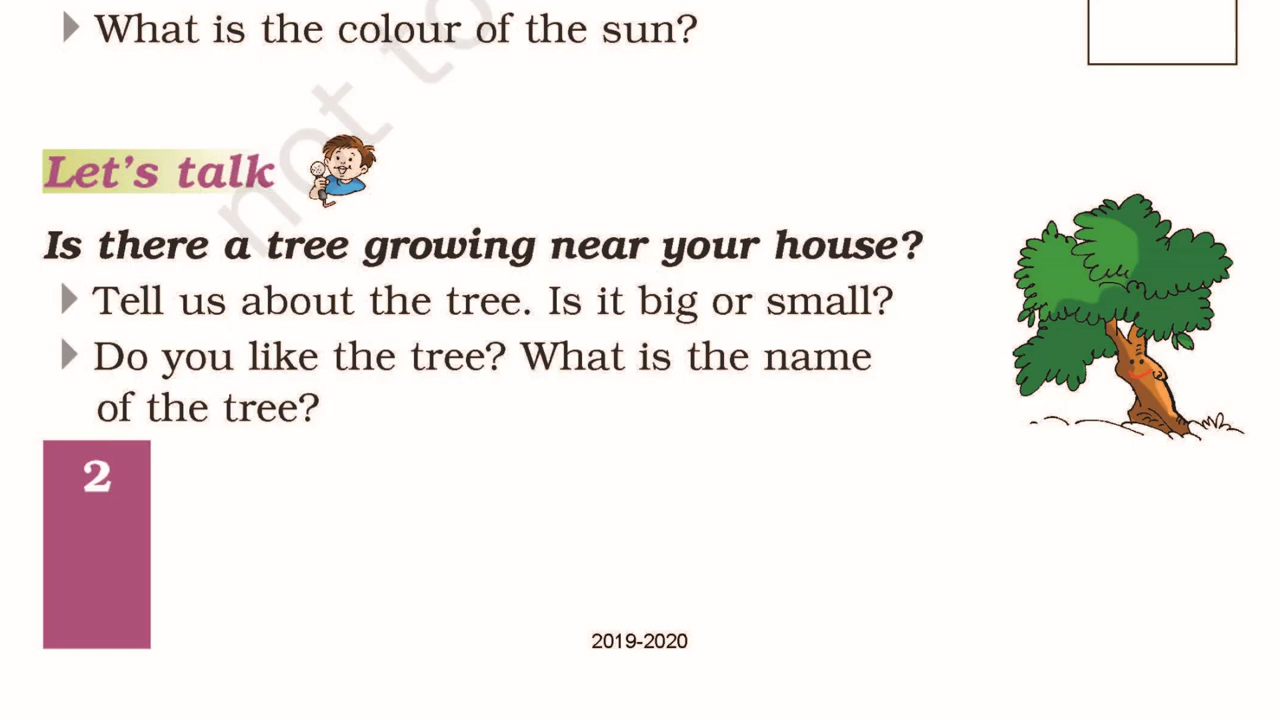 What is the colour of the sun?
not to
Let's talk
Is there a tree growing near your house?
Tell us about the tree. Is it big or small?
Do you like the tree? What is the name
of the tree?
2
2019-2020